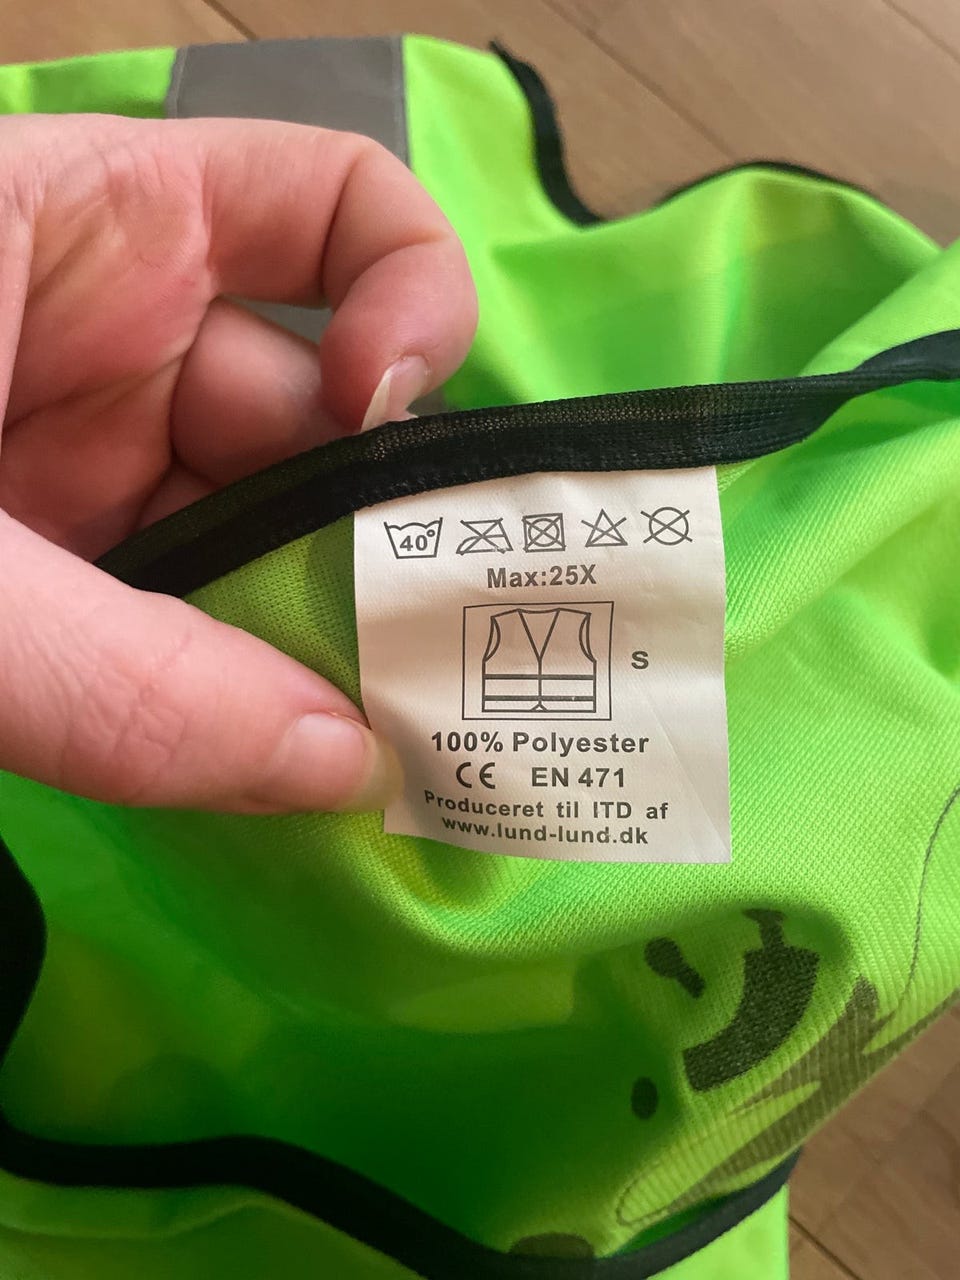 40°
Max:25X
S
100% Polyester
CE EN 471
Produceret til ITD af
www.lund-lund.dk